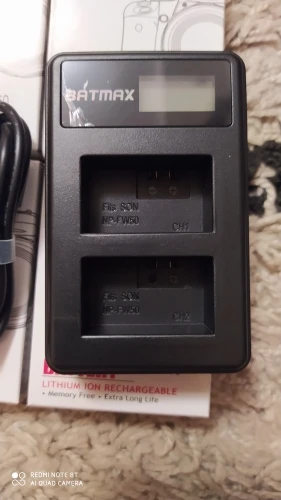 BATMAX
Fits SON
NP-FW50
CH1
Fits SON
NP-FW50
CH2
LITHIUM ION RECHARGEABLE
• Memory Free • Extra Long Life
REDMI NOTE 8T
AI QUAD CAMERA